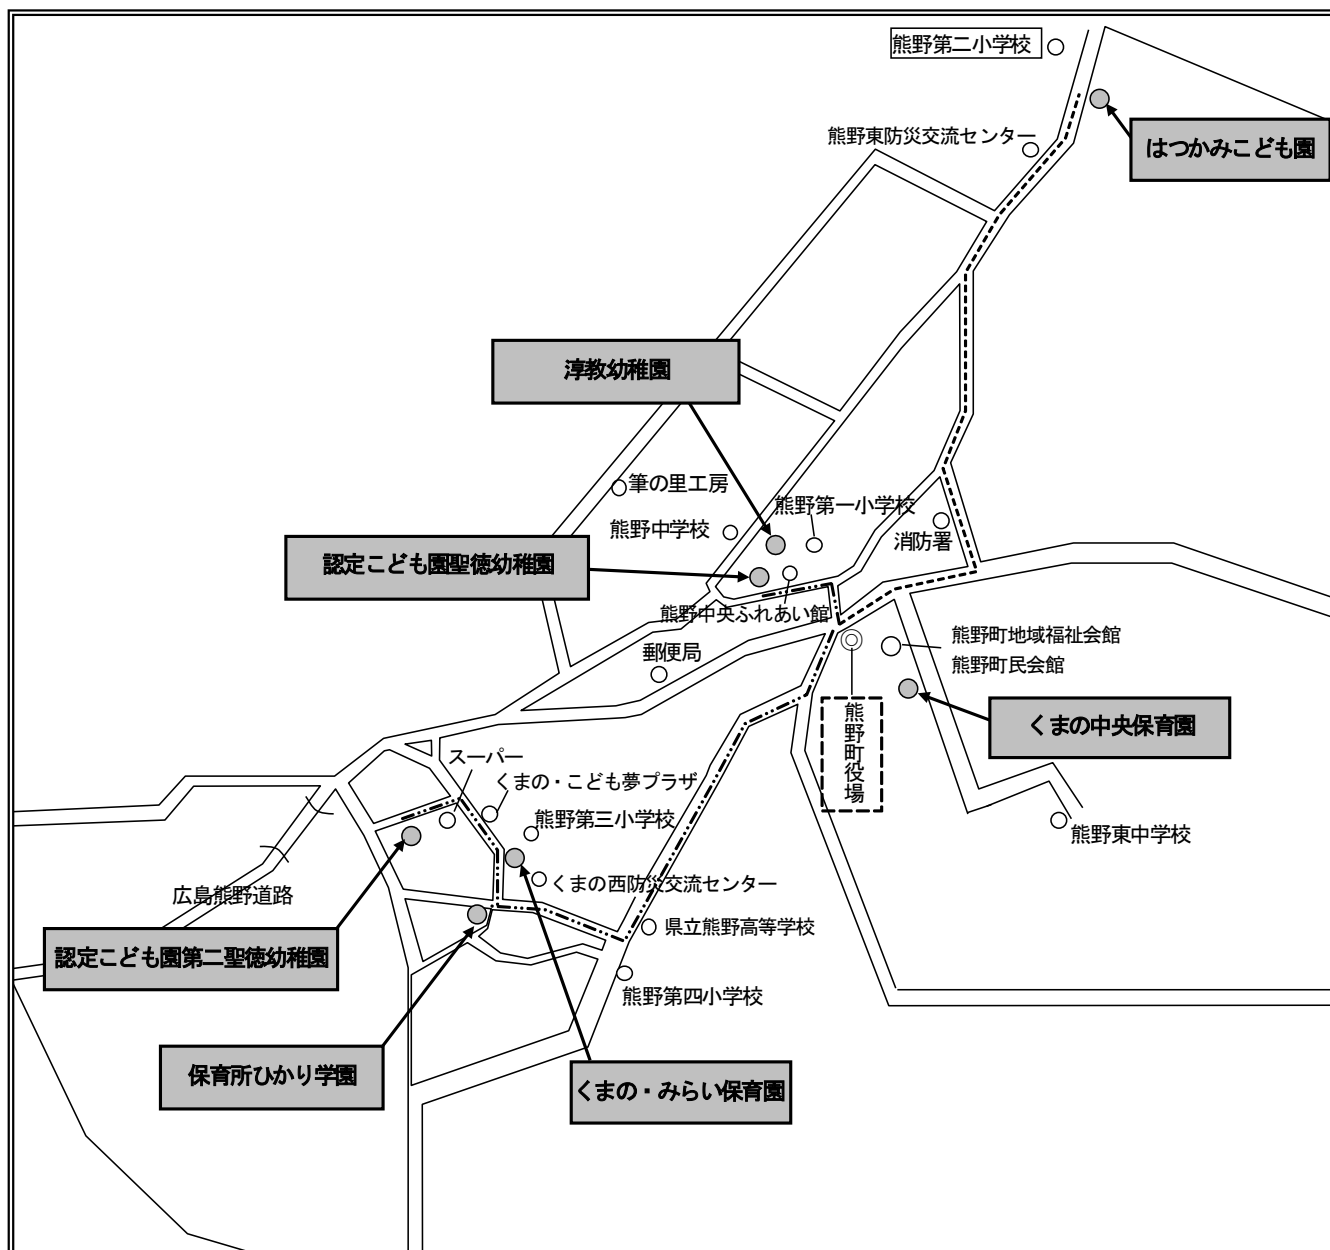 熊野第二小学校
熊野東防災交流センター
はつかみこども園
淳教幼稚園
筆の里工房
熊野第一小学校
熊野中学校
消防署
認定こども園聖徳幼稚園
熊野中央ふれあい館
熊野町地域福祉会館
郵便局
熊野町民会館
くまの中央保育園
熊野町役場
スーパー
くまの・こども夢プラザ
熊野第三小学校
熊野東中学校
くまの西防災交流センター
広島熊野道路
県立熊野高等学校
認定こども園第二聖徳幼稚園
熊野第四小学校
保育所ひかり学園
くまの・みらい保育園